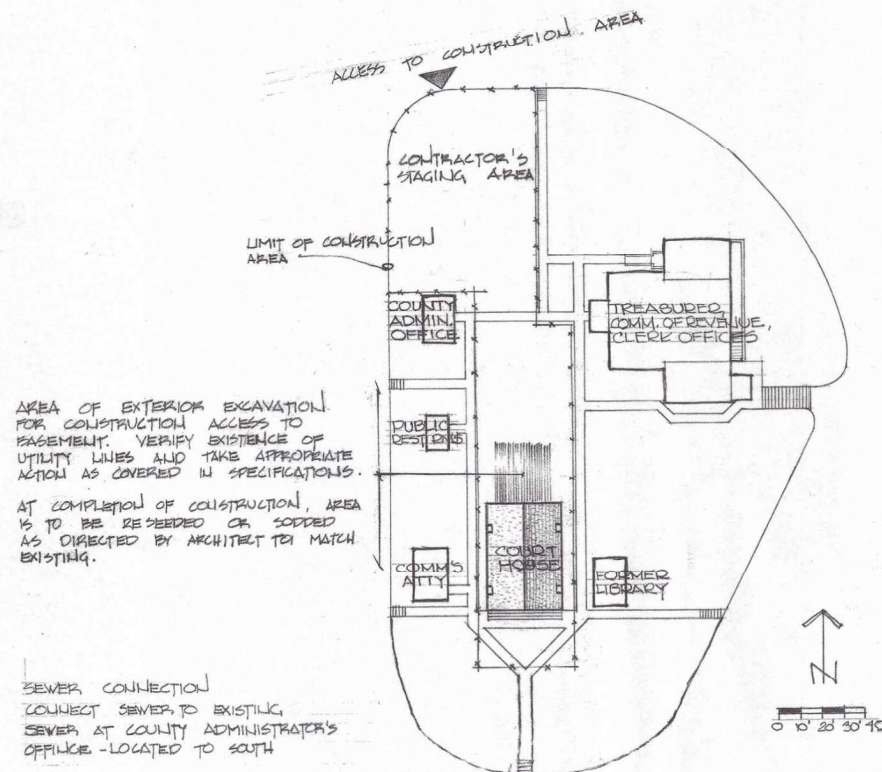 ACCESS TO CONSTRUCTION AREA
CONTRACTOR'S
STAGING AREA
LIMIT OF CONSTRUCTION
AREA
COUNTY
ADMIN.
OFFICE
TREASURER,
COMM. OF REVENUE,
CLERK OFFICES
AREA OF EXTERIOR EXCAVATION
FOR CONSTRUCTION ACCESS TO
BASEMENT. VERIFY EXISTENCE OF
UTILITY LINES AND TAKE APPROPRIATE
ACTION AS COVERED IN SPECIFICATIONS.
AT COMPLETION OF CONSTRUCTION, AREA
IS TO BE RESEEDED OR SODDED
AS DIRECTED BY ARCHITECT TO MATCH
EXISTING.
PUBLIC
RESTRMS
COMM'S
ATTY
COURT
HOUSE
FORMER
LIBRARY
SEWER CONNECTION
CONNECT SEWER TO EXISTING
SEWER AT COUNTY ADMINISTRATOR'S
OFFINCE - LOCATED TO SOUTH
N
0 10' 20' 30' 40'